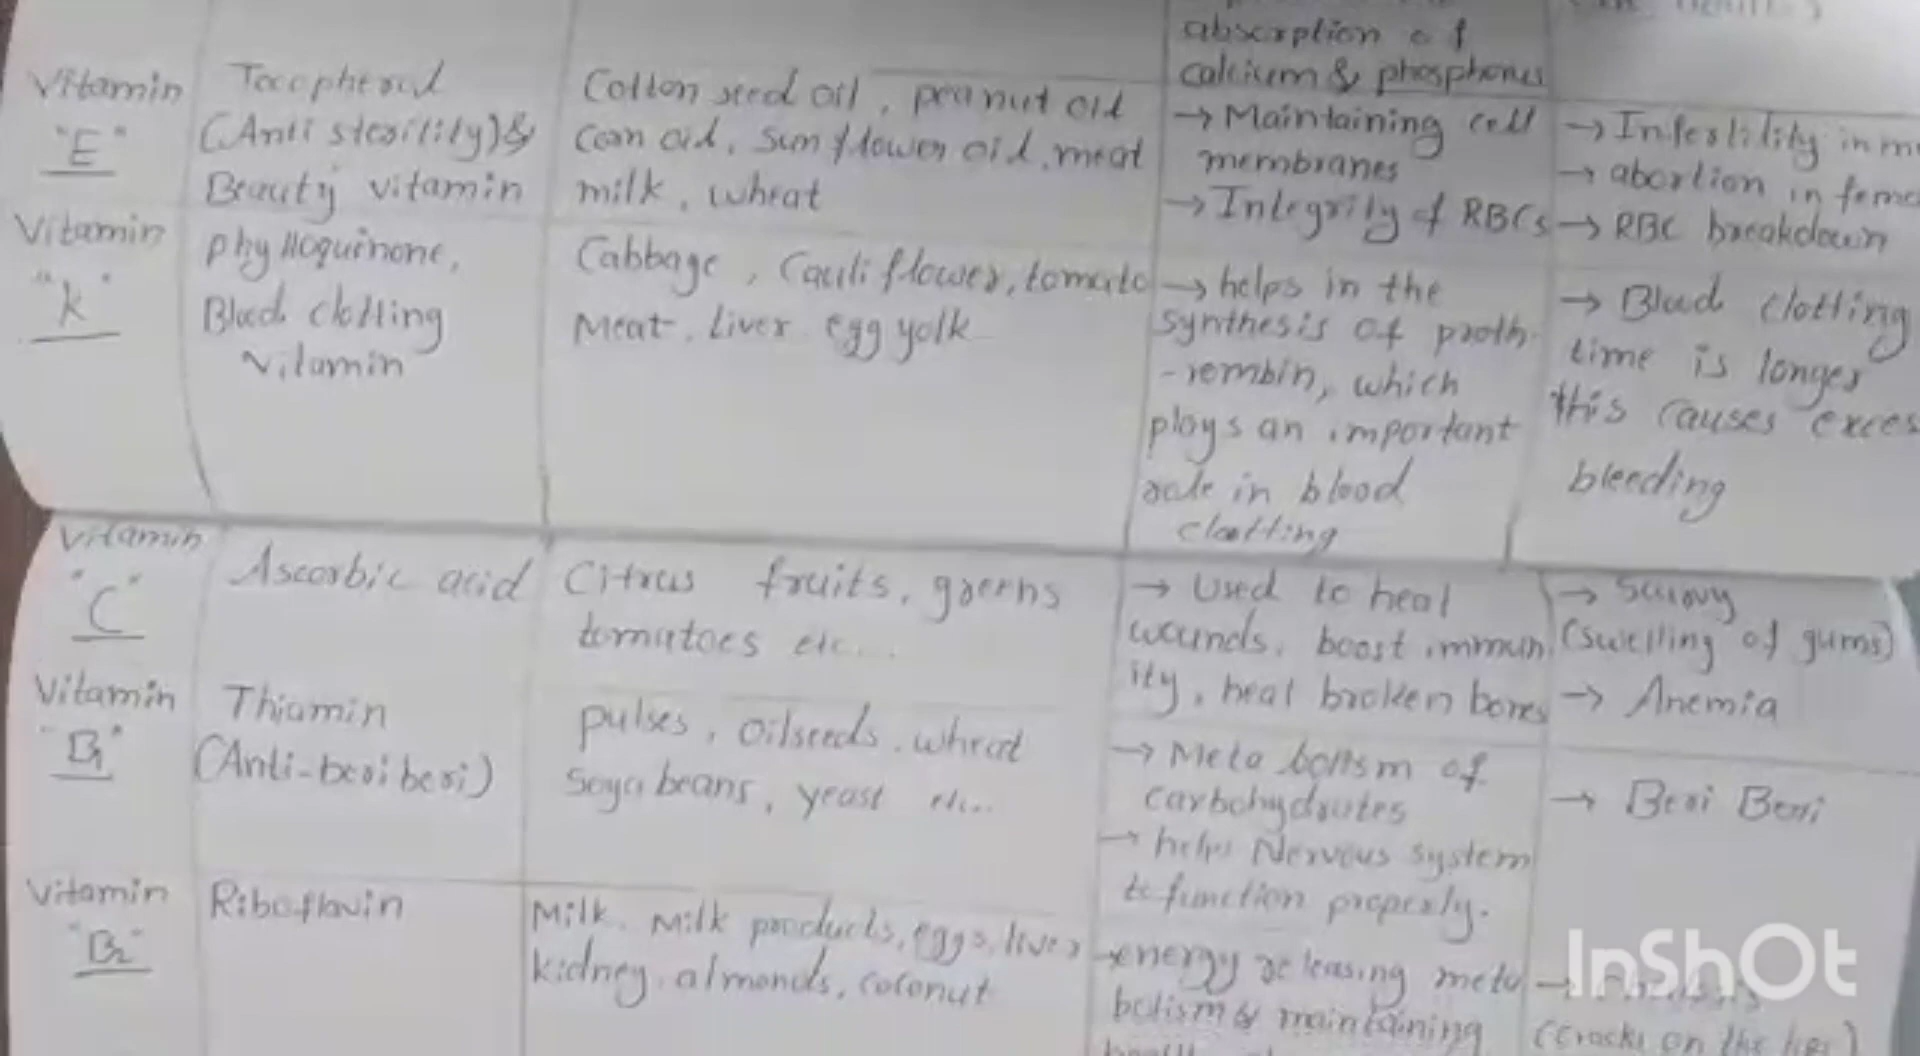 absorption of
calcium & phosphorus
Vitamin
"E"
Tocopherol
(Anti sterility) &
Beauty vitamin
Cotton seed oil, peanut oil
Corn oil, Sunflower oil, meat
milk, wheat
→ Maintaining cell
membranes
→ Integrity of RBCs
→ Infertility in m
→ abortion in fema
→ RBC breakdown
Vitamin
"K"
phylloquinone,
Blood clotting
Vitamin
Cabbage, Cauliflower, tomato
Meat, Liver egg yolk
→ helps in the
synthesis of proth-
-rombin, which
plays an important
role in blood
clotting
→ Blood clotting
time is longer
this causes exces
bleeding
Vitamin
"C"
Ascorbic acid
Citrus fruits, greens
tomatoes etc...
→ Used to heal
wounds, boost immun
ity, heal broken bones
→ Scurvy
(swelling of gums)
→ Anemia
Vitamin
"B1"
Thiamin
(Anti-beri beri)
pulses, Oilseeds, wheat
Soyabeans, yeast etc...
→ Metabolism of
carbohydrates
→ helps Nervous system
to function properly.
→ Beri Beri
Vitamin
"B2"
Riboflavin
Milk, Milk products, eggs, liver
kidney, almonds, coconut
→ energy releasing meta
bolism & maintaining
(cracks on the
InShOt